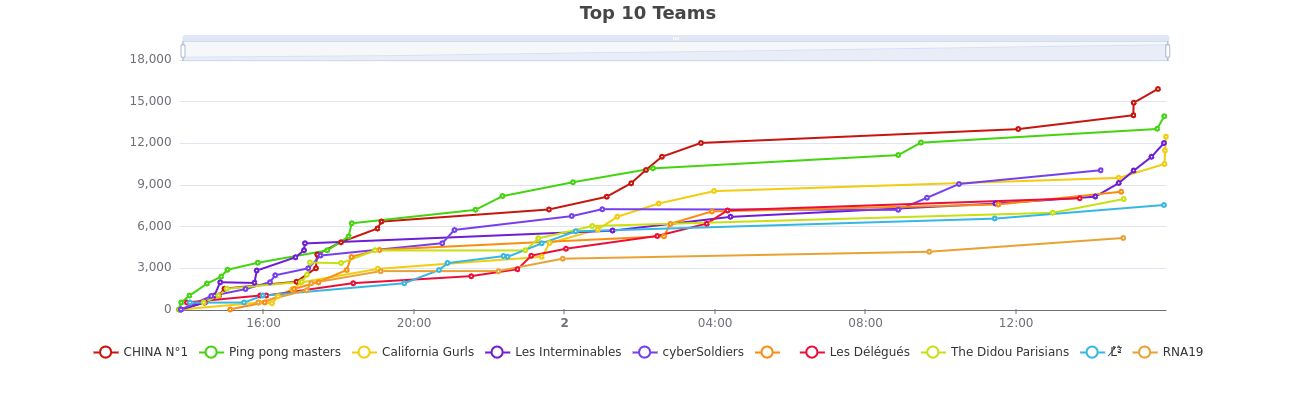 Top 10 Teams
18,000
15,000
12,000
9,000
6,000
3,000
0
16:00 20:00 2 04:00 08:00 12:00
CHINA N°1 Ping pong masters California Gurls Les Interminables cyberSoldiers Les Délégués The Didou Parisians RNA19